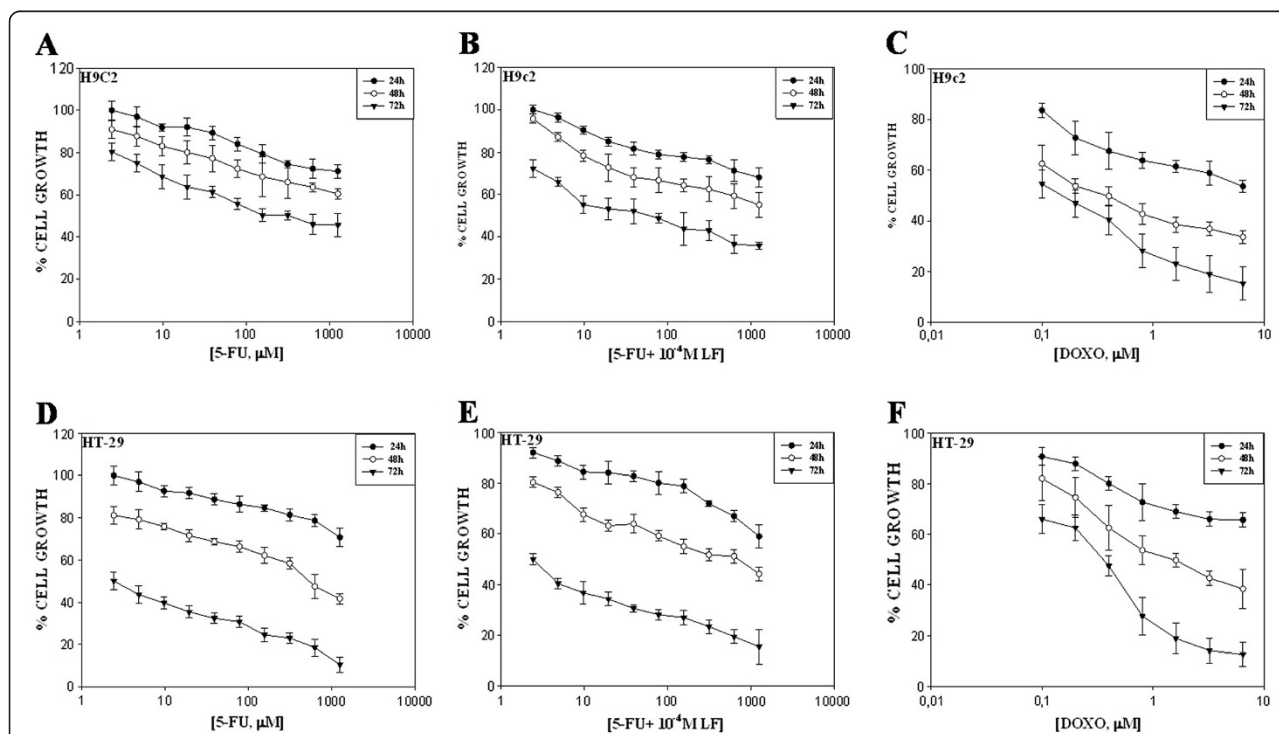 A
H9C2
24h
48h
72h
120
100
80
60
40
20
0
% CELL GROWTH
1
10
100
1000
10000
[5-FU, µM]
B
H9c2
24h
48h
72h
120
100
80
60
40
20
0
% CELL GROWTH
1
10
100
1000
10000
[5-FU+ 10⁻⁴M LF]
C
H9c2
24h
48h
72h
100
80
60
40
20
0
% CELL GROWTH
0,01
0,1
1
10
[DOXO, µM]
D
HT-29
24h
48h
72h
120
100
80
60
40
20
0
% CELL GROWTH
1
10
100
1000
10000
[5-FU, µM]
E
HT-29
24h
48h
72h
100
80
60
40
20
0
% CELL GROWTH
1
10
100
1000
10000
[5-FU+ 10⁻⁴M LF]
F
HT-29
24h
48h
72h
100
80
60
40
20
0
% CELL GROWTH
0,01
0,1
1
10
[DOXO, µM]